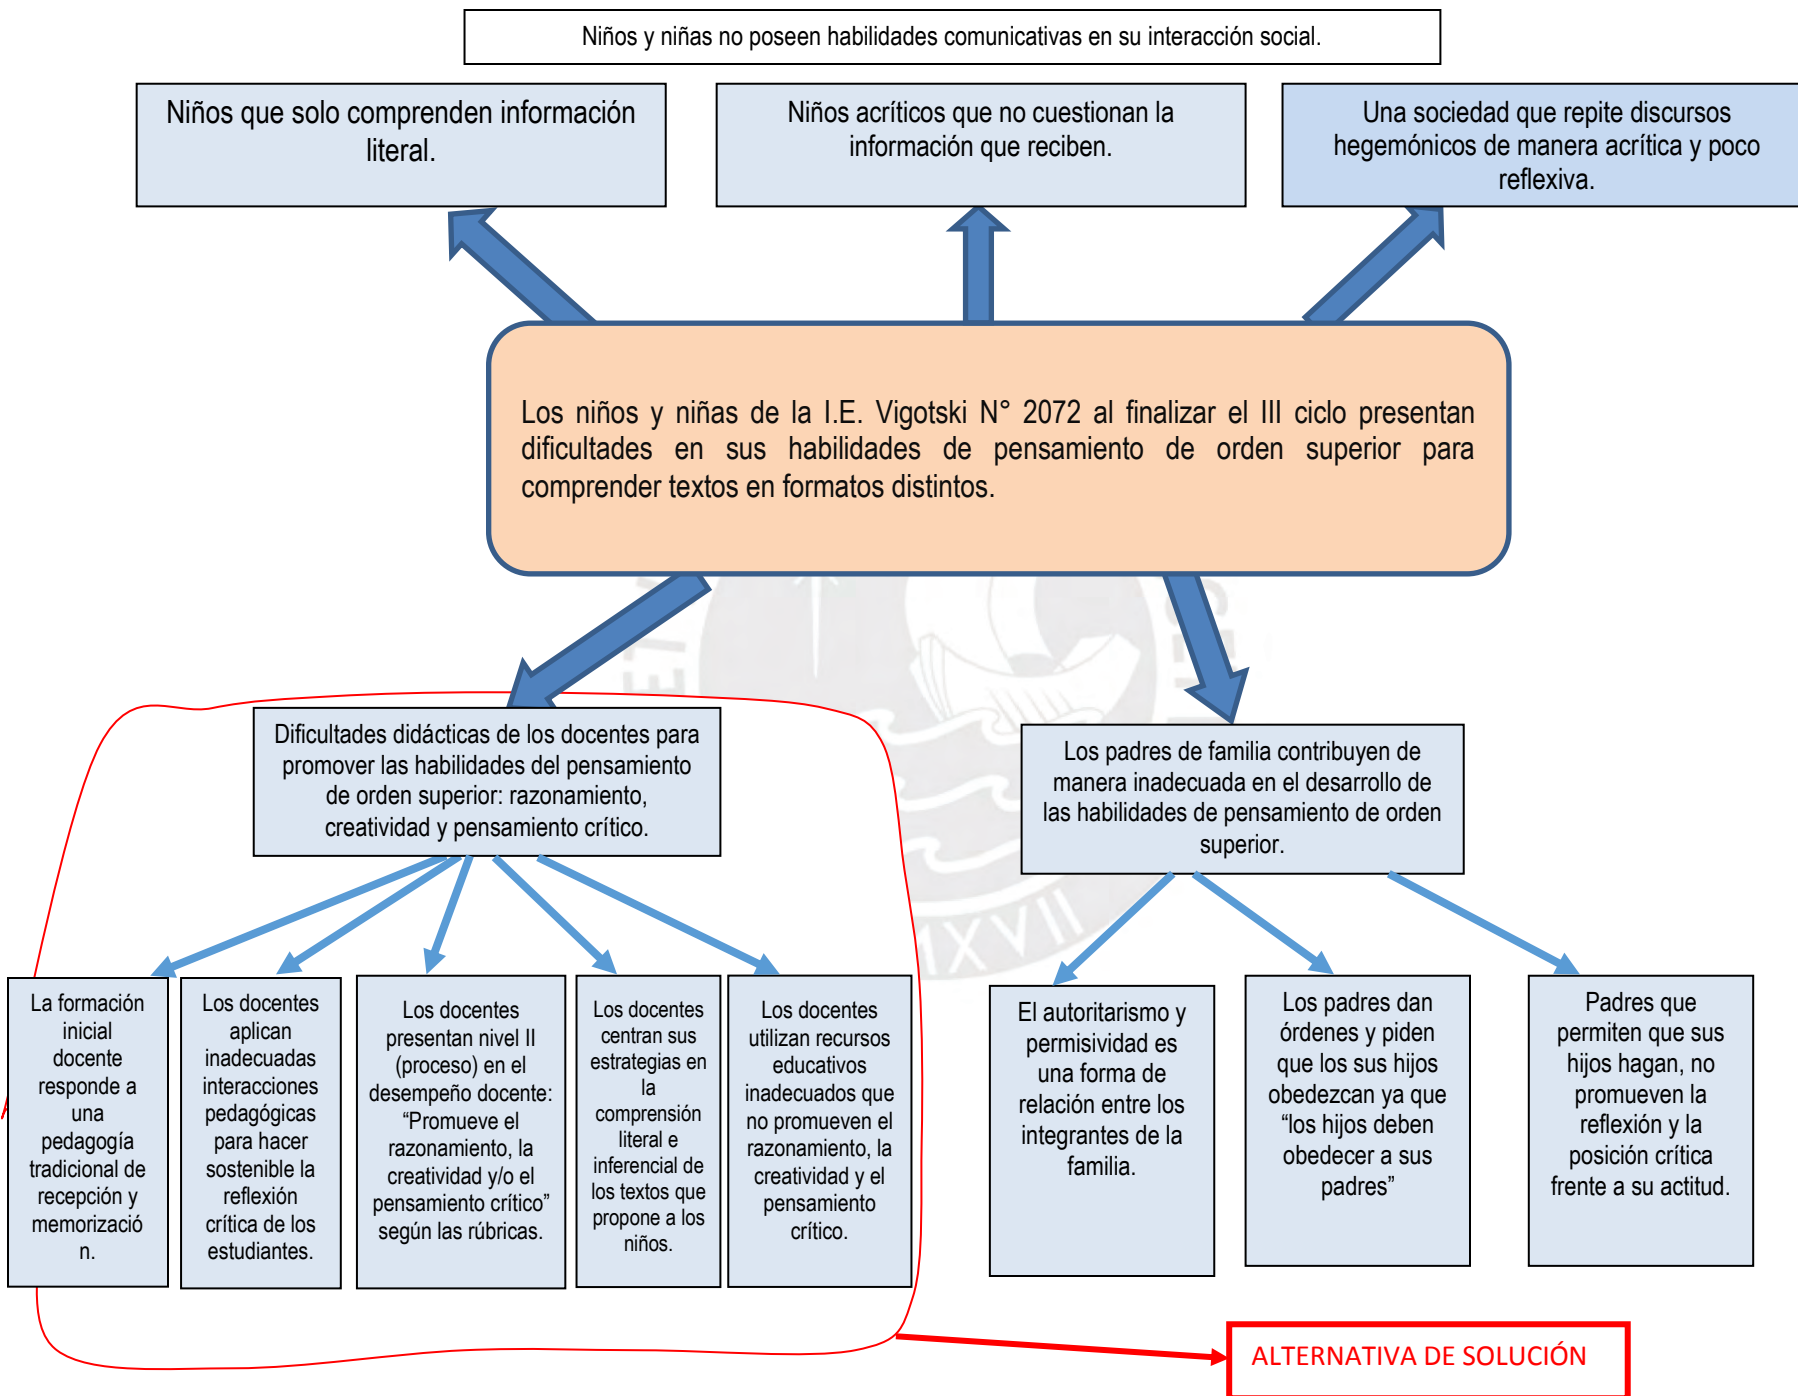 Niños y niñas no poseen habilidades comunicativas en su interacción social.
Niños que solo comprenden información
literal.
Niños acríticos que no cuestionan la
información que reciben.
Una sociedad que repite discursos
hegemónicos de manera acrítica y poco
reflexiva.
Los niños y niñas de la I.E. Vigotski N° 2072 al finalizar el III ciclo presentan
dificultades en sus habilidades de pensamiento de orden superior para
comprender textos en formatos distintos.
Dificultades didácticas de los docentes para
promover las habilidades del pensamiento
de orden superior: razonamiento,
creatividad y pensamiento crítico.
Los padres de familia contribuyen de
manera inadecuada en el desarrollo de
las habilidades de pensamiento de orden
superior.
La formación
inicial
docente
responde a
una
pedagogía
tradicional de
recepción y
memorizació
n.
Los docentes
aplican
inadecuadas
interacciones
pedagógicas
para hacer
sostenible la
reflexión
crítica de los
estudiantes.
Los docentes
presentan nivel II
(proceso) en el
desempeño docente:
“Promueve el
razonamiento, la
creatividad y/o el
pensamiento crítico”
según las rúbricas.
Los docentes
centran sus
estrategias en
la
comprensión
literal e
inferencial de
los textos que
propone a los
niños.
Los docentes
utilizan recursos
educativos
inadecuados que
no promueven el
razonamiento, la
creatividad y el
pensamiento
crítico.
El autoritarismo y
permisividad es
una forma de
relación entre los
integrantes de la
familia.
Los padres dan
órdenes y piden
que los sus hijos
obedezcan ya que
“los hijos deben
obedecer a sus
padres”
Padres que
permiten que sus
hijos hagan, no
promueven la
reflexión y la
posición crítica
frente a su actitud.
ALTERNATIVA DE SOLUCIÓN